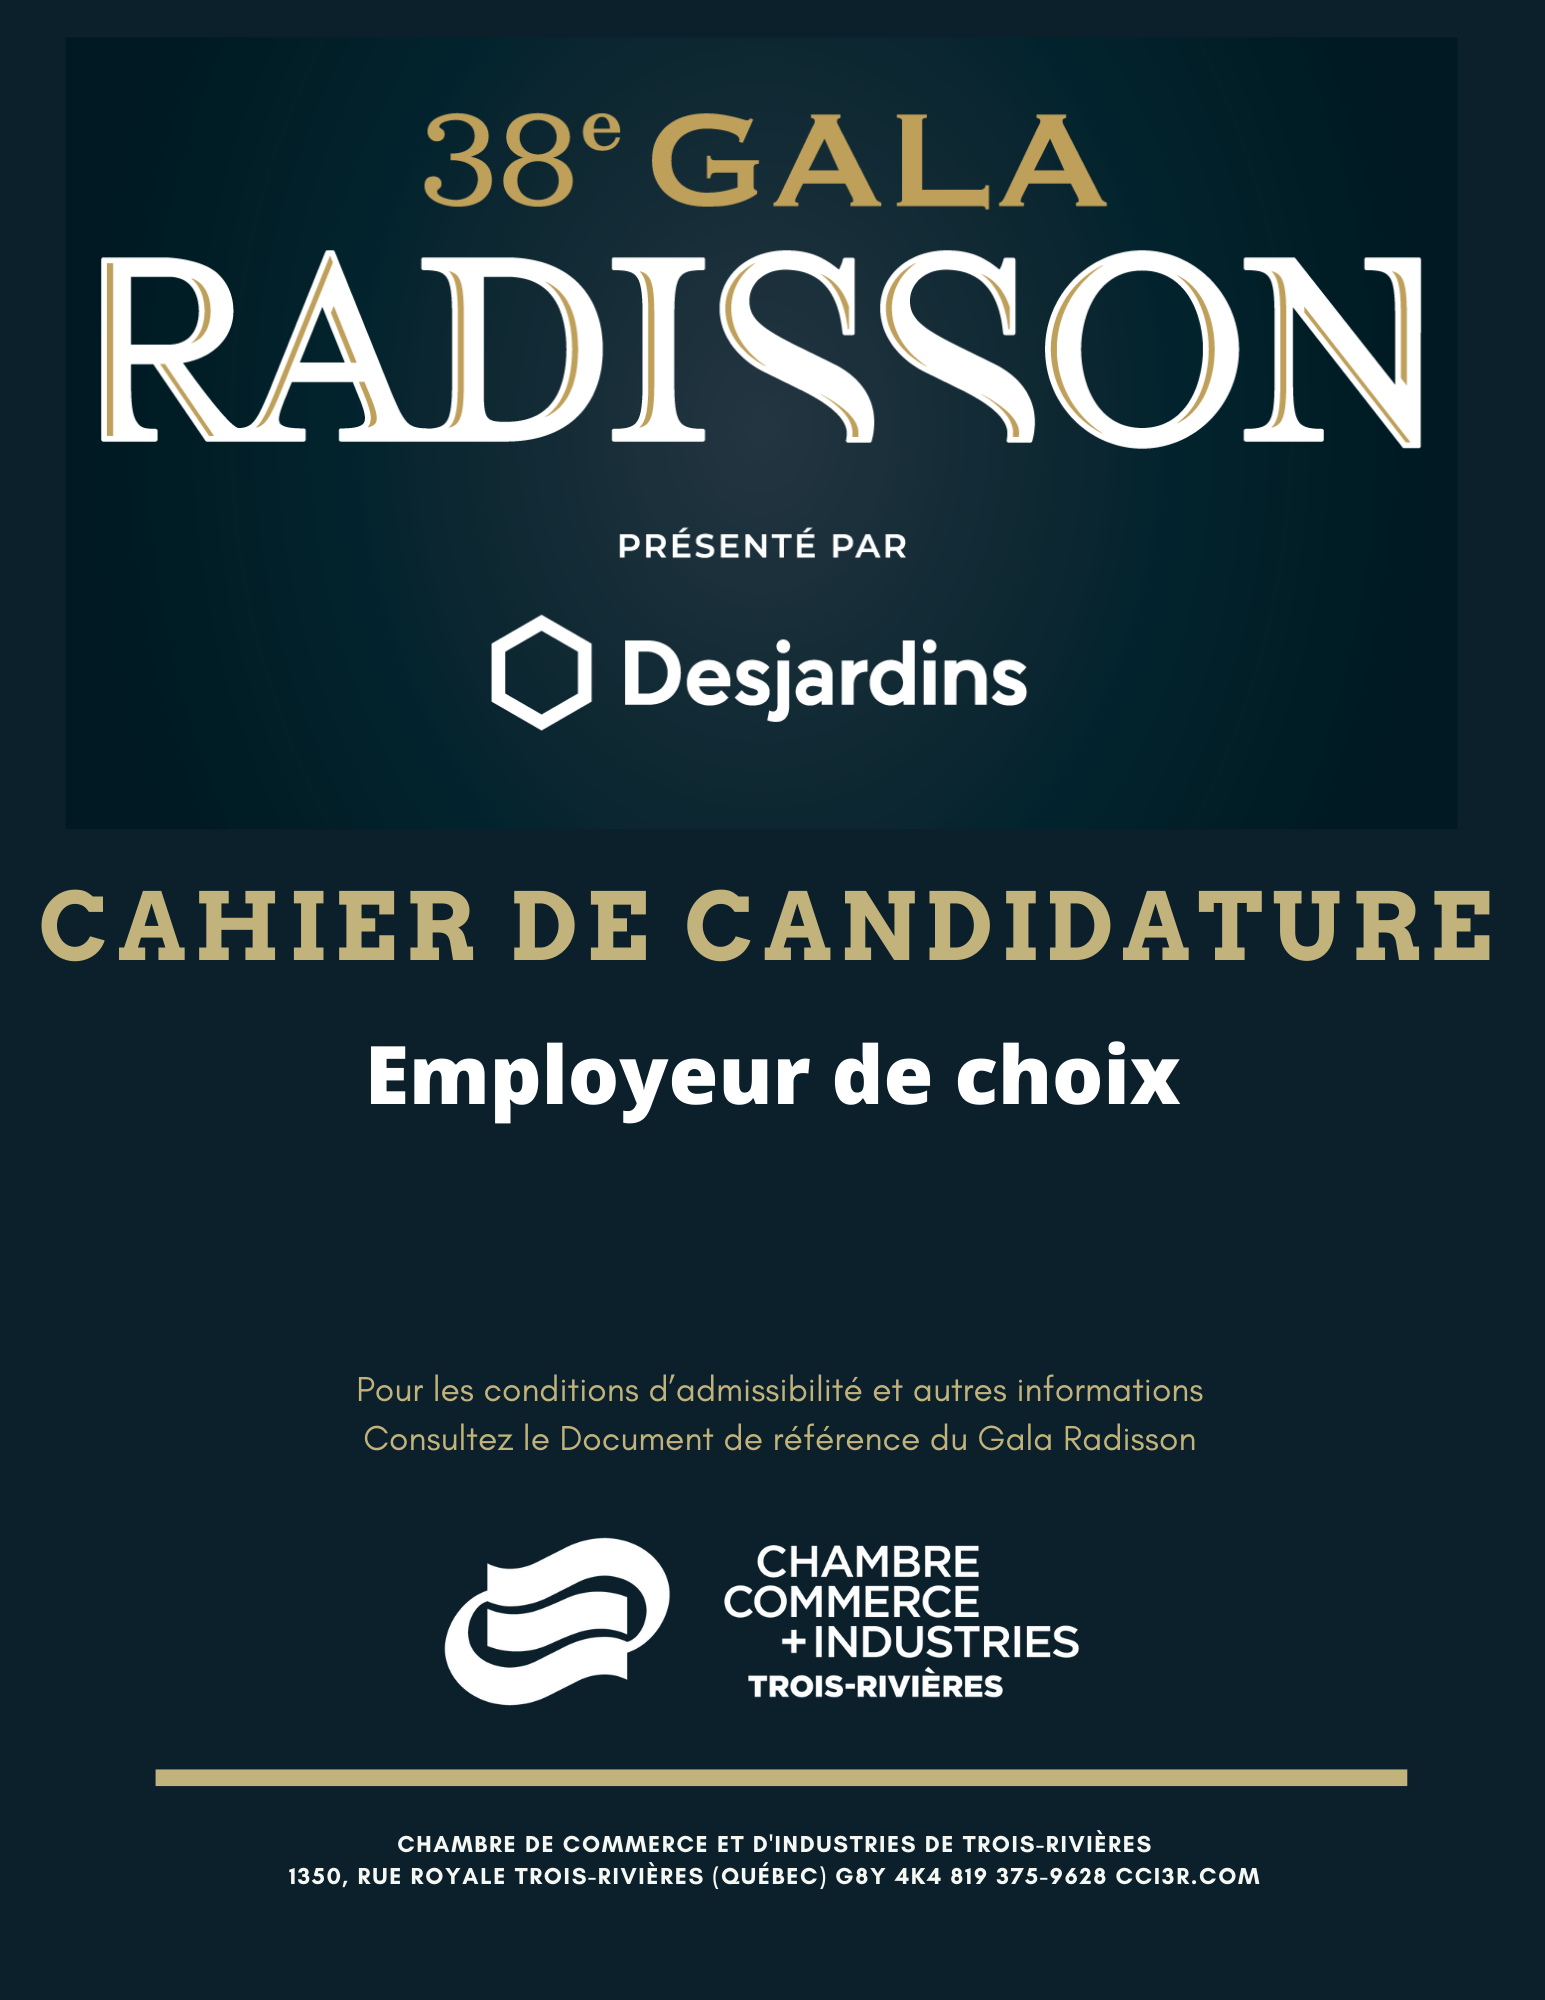 38e GALA
RADISSON
PRÉSENTÉ PAR
Desjardins
CAHIER DE CANDIDATURE
Employeur de choix
Pour les conditions d’admissibilité et autres informations
Consultez le Document de référence du Gala Radisson
CHAMBRE
COMMERCE
+INDUSTRIES
TROIS-RIVIÈRES
CHAMBRE DE COMMERCE ET D'INDUSTRIES DE TROIS-RIVIÈRES
1350, RUE ROYALE TROIS-RIVIÈRES (QUÉBEC) G8Y 4K4 819 375-9628 CCI3R.COM